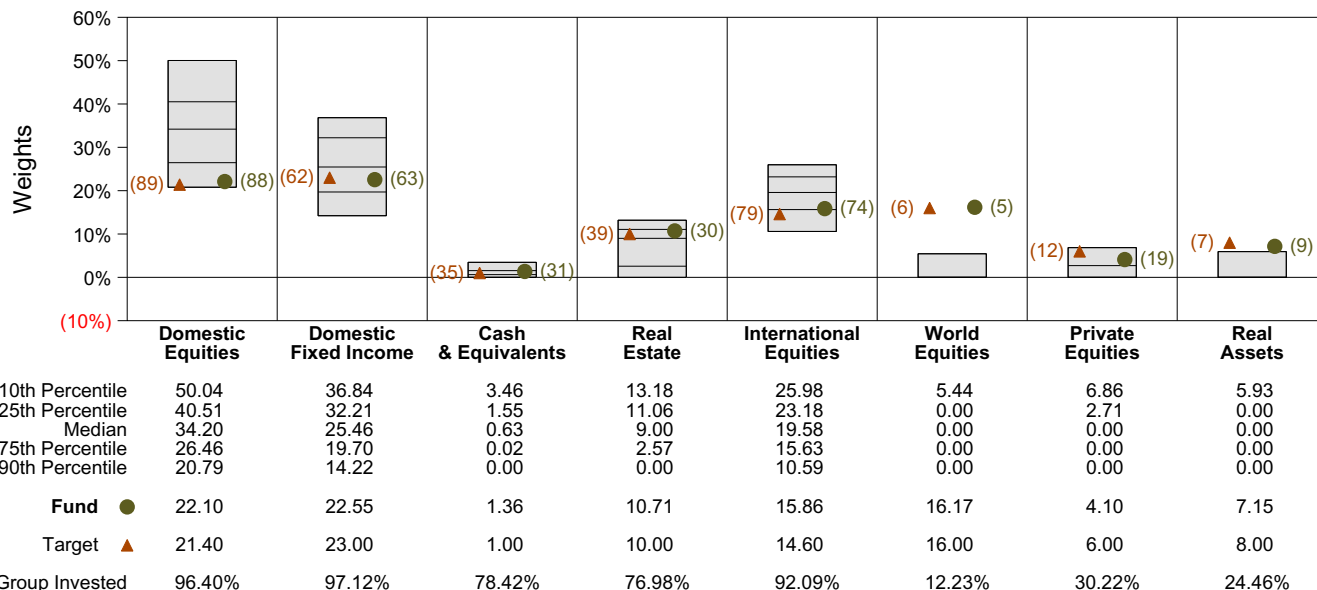 60%
50%
40%
30%
20%
10%
0%
(10%)
Weights
(89) (88) (62) (63) (35) (31) (39) (30) (79) (74) (6) (5) (12) (19) (7) (9)
Domestic Equities
Domestic Fixed Income
Cash & Equivalents
Real Estate
International Equities
World Equities
Private Equities
Real Assets
10th Percentile 50.04 36.84 3.46 13.18 25.98 5.44 6.86 5.93
25th Percentile 40.51 32.21 1.55 11.06 23.18 0.00 2.71 0.00
Median 34.20 25.46 0.63 9.00 19.58 0.00 0.00 0.00
75th Percentile 26.46 19.70 0.02 2.57 15.63 0.00 0.00 0.00
90th Percentile 20.79 14.22 0.00 0.00 10.59 0.00 0.00 0.00
Fund 22.10 22.55 1.36 10.71 15.86 16.17 4.10 7.15
Target 21.40 23.00 1.00 10.00 14.60 16.00 6.00 8.00
Group Invested 96.40% 97.12% 78.42% 76.98% 92.09% 12.23% 30.22% 24.46%